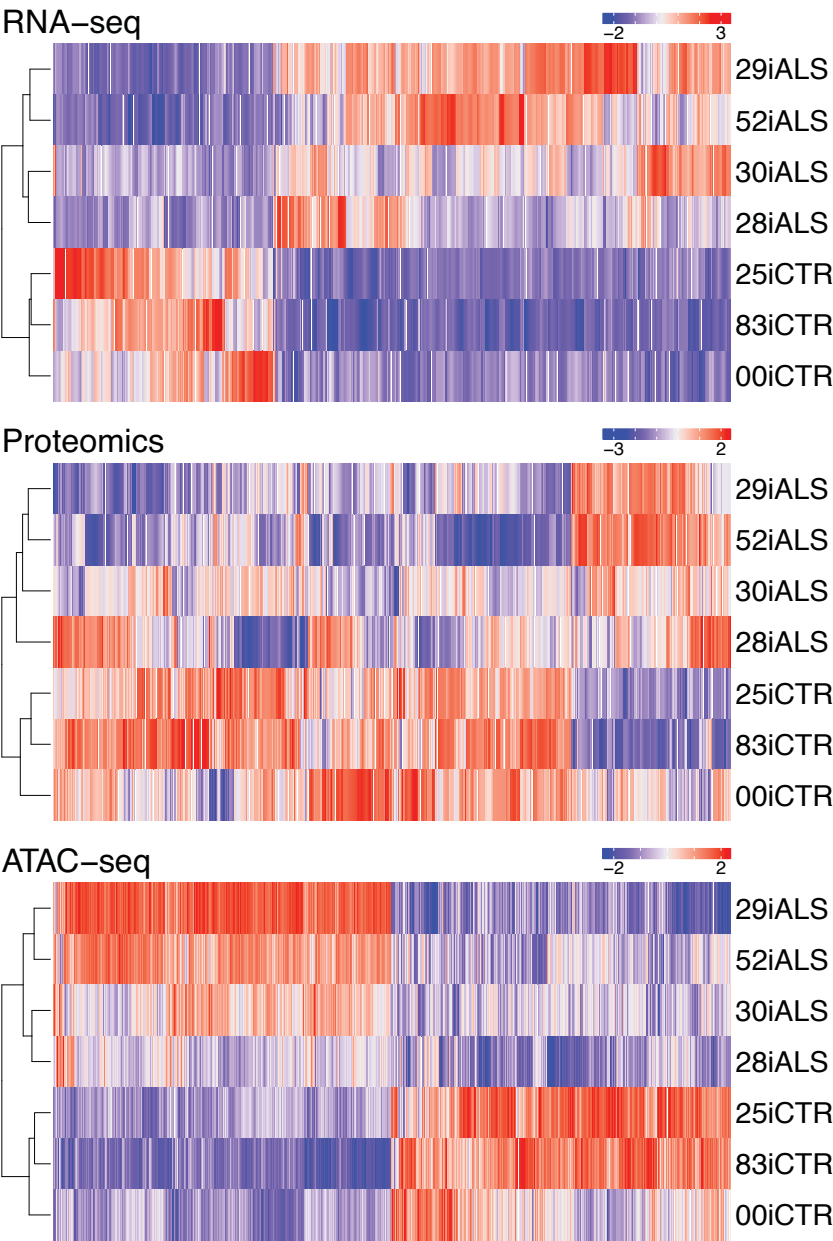 RNA−seq
−2 3
29iALS
52iALS
30iALS
28iALS
25iCTR
83iCTR
00iCTR
Proteomics
−3 2
29iALS
52iALS
30iALS
28iALS
25iCTR
83iCTR
00iCTR
ATAC−seq
−2 2
29iALS
52iALS
30iALS
28iALS
25iCTR
83iCTR
00iCTR